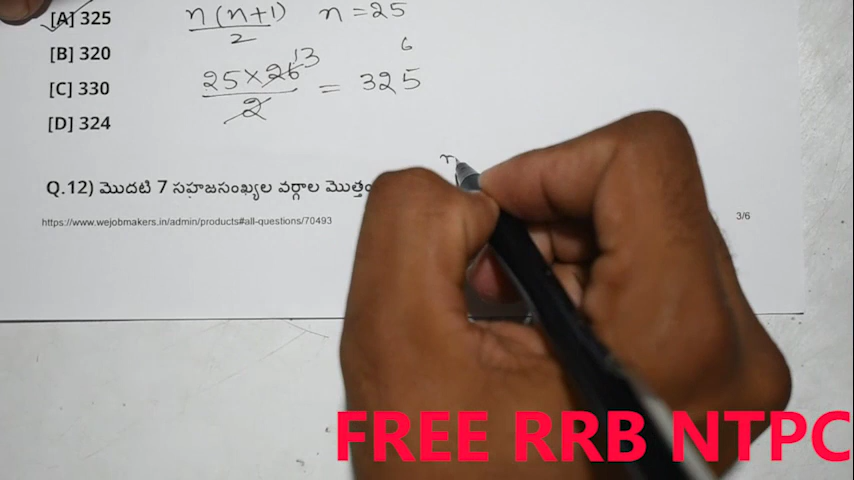 [A] 325
n(n+1)/2 n = 25
[B] 320
[C] 330
25×26/2 13 = 325
6
[D] 324
n
Q.12) మొదటి 7 సహజసంఖ్యల వర్గాల మొత్తం
https://www.wejobmakers.in/admin/products#all-questions/70493
3/6
FREE RRB NTPC